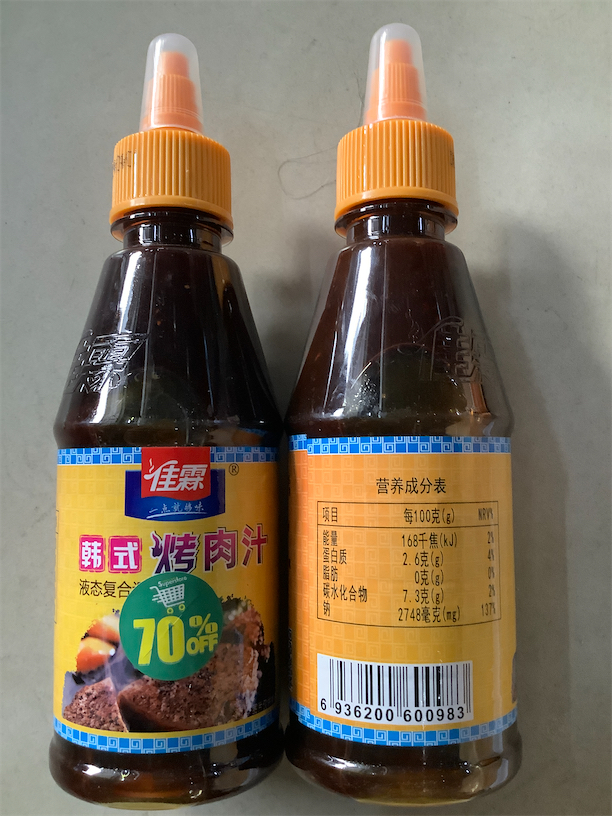 佳霖®
一点就够味
韩式烤肉汁
液态复合
Superstore
70% OFF
营养成分表
项目 每100克(g) NRV%
能量 168千焦(kJ) 2%
蛋白质 2.6克(g) 4%
脂肪 0克(g) 0%
碳水化合物 7.3克(g) 2%
钠 2748毫克(mg) 137%
6 936200 600983